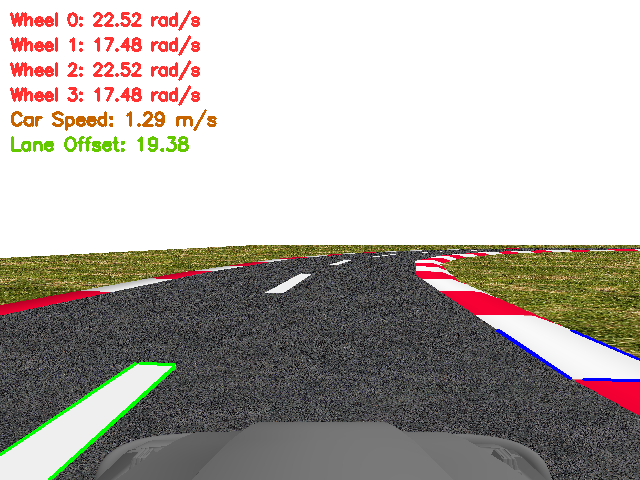 Wheel 0: 22.52 rad/s
Wheel 1: 17.48 rad/s
Wheel 2: 22.52 rad/s
Wheel 3: 17.48 rad/s
Car Speed: 1.29 m/s
Lane Offset: 19.38